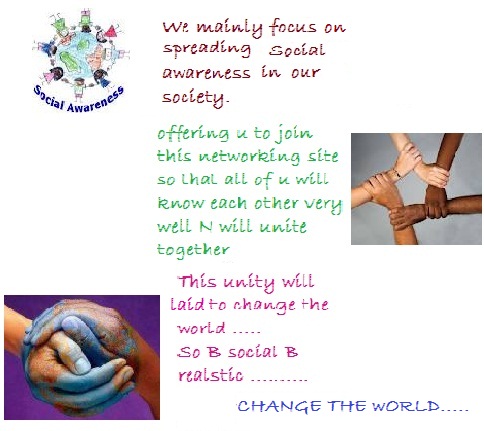 Social Awareness
We mainly focus on
spreading Social
awareness in our
society.
offering u to join
this networking site
so that all of u will
know each other very
well N will unite
together
This unity will
laid to change the
world .....
So B social B
realstic ..........
CHANGE THE WORLD.....